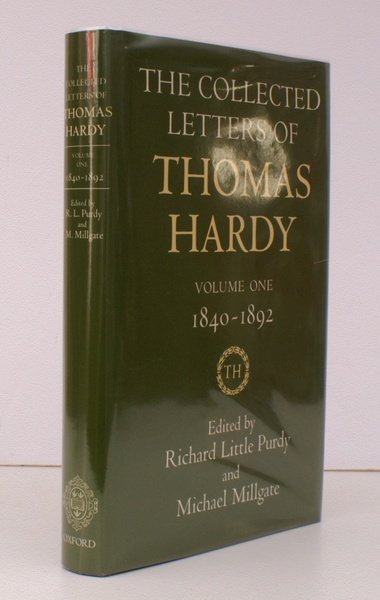 THE
COLLECTED
LETTERS OF
THOMAS
HARDY
VOLUME
ONE
1840-1892
Edited by
R. L. Purdy
and
M. Millgate
OXFORD
THE COLLECTED
LETTERS OF
THOMAS
HARDY
VOLUME ONE
1840-1892
TH
Edited by
Richard Little Purdy
and
Michael Millgate